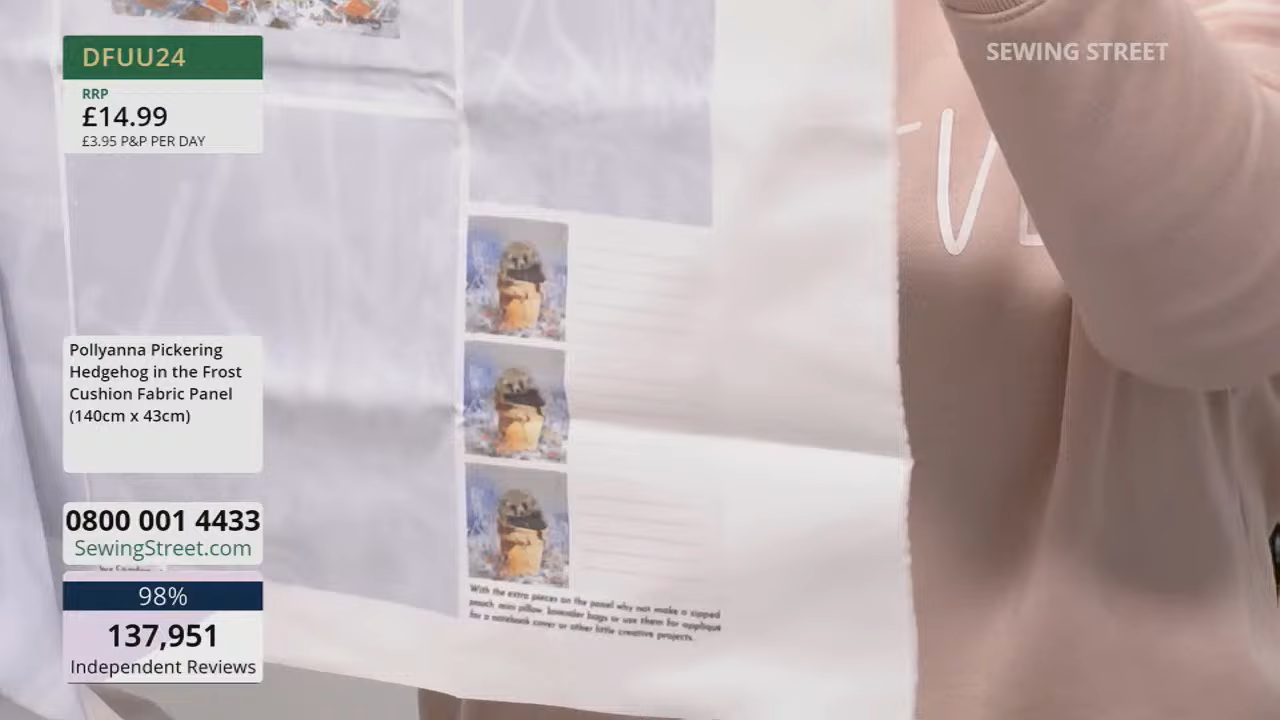 DFUU24
RRP
£14.99
£3.95 P&P PER DAY
SEWING STREET
Pollyanna Pickering
Hedgehog in the Frost
Cushion Fabric Panel
(140cm x 43cm)
0800 001 4433
SewingStreet.com
98%
137,951
Independent Reviews
With the extra pieces on the panel why not make a zipped
pouch, mini pillow, lavender bags or use them for applique
for a notebook cover or other little creative projects.